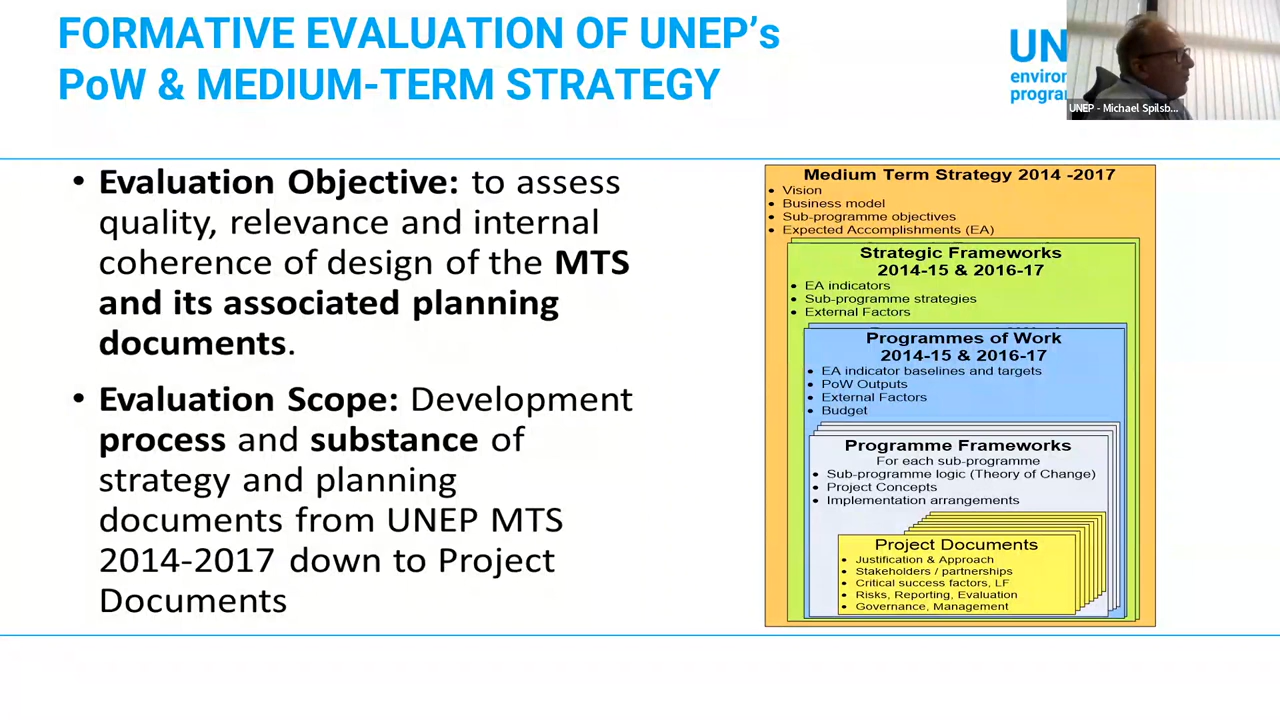 FORMATIVE EVALUATION OF UNEP's
PoW & MEDIUM-TERM STRATEGY
UN
environ
progra
UNEP - Michael Spilsb...
• Evaluation Objective: to assess
quality, relevance and internal
coherence of design of the MTS
and its associated planning
documents.
• Evaluation Scope: Development
process and substance of
strategy and planning
documents from UNEP MTS
2014-2017 down to Project
Documents
Medium Term Strategy 2014 -2017
• Vision
• Business model
• Sub-programme objectives
• Expected Accomplishments (EA)
Strategic Frameworks
2014-15 & 2016-17
• EA indicators
• Sub-programme strategies
• External Factors
Programmes of Work
2014-15 & 2016-17
• EA indicator baselines and targets
• PoW Outputs
• External Factors
• Budget
Programme Frameworks
For each sub-programme
• Sub-programme logic (Theory of Change)
• Project Concepts
• Implementation arrangements
Project Documents
• Justification & Approach
• Stakeholders / partnerships
• Critical success factors, LF
• Risks, Reporting, Evaluation
• Governance, Management